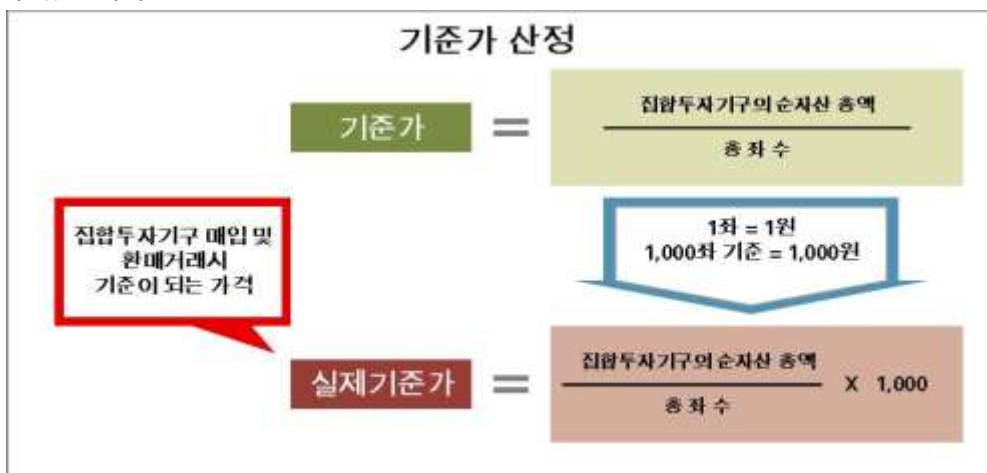 기준가 산정
기준가
=
집합투자기구의 순자산 총액
총 좌 수
집합투자기구 매입 및
환매거래시
기준이 되는 가격
1좌 = 1원
1,000좌 기준 = 1,000원
실제기준가
=
집합투자기구의 순자산 총액
총 좌 수
X 1,000